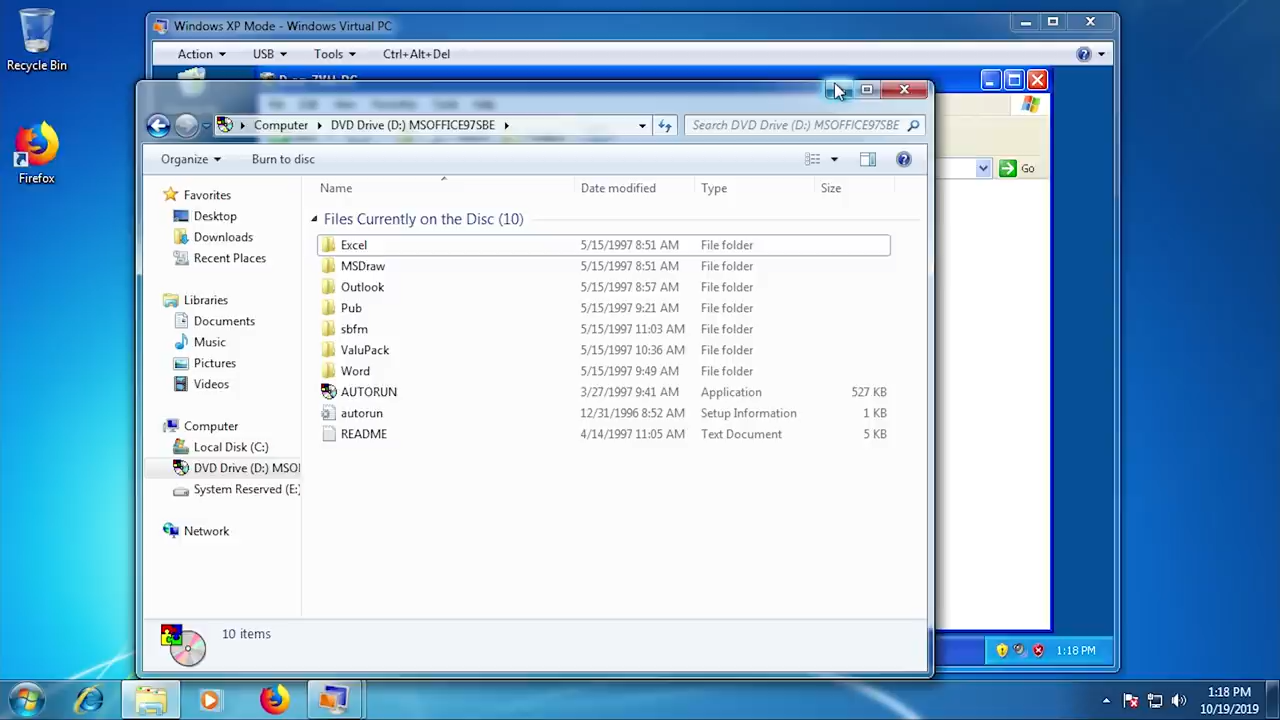 Recycle Bin
Firefox
Windows XP Mode - Windows Virtual PC
Action USB Tools Ctrl+Alt+Del
Computer DVD Drive (D:) MSOFFICE97SBE
Search DVD Drive (D:) MSOFFICE97SBE
Go
Organize Burn to disc
Name Date modified Type Size
Favorites
Desktop
Downloads
Recent Places
Libraries
Documents
Music
Pictures
Videos
Computer
Local Disk (C:)
DVD Drive (D:) MSO
System Reserved (E:)
Network
Files Currently on the Disc (10)
Excel 5/15/1997 8:51 AM File folder
MSDraw 5/15/1997 8:51 AM File folder
Outlook 5/15/1997 8:57 AM File folder
Pub 5/15/1997 9:21 AM File folder
sbfm 5/15/1997 11:03 AM File folder
ValuPack 5/15/1997 10:36 AM File folder
Word 5/15/1997 9:49 AM File folder
AUTORUN 3/27/1997 9:41 AM Application 527 KB
autorun 12/31/1996 8:52 AM Setup Information 1 KB
README 4/14/1997 11:05 AM Text Document 5 KB
10 items
1:18 PM
1:18 PM
10/19/2019